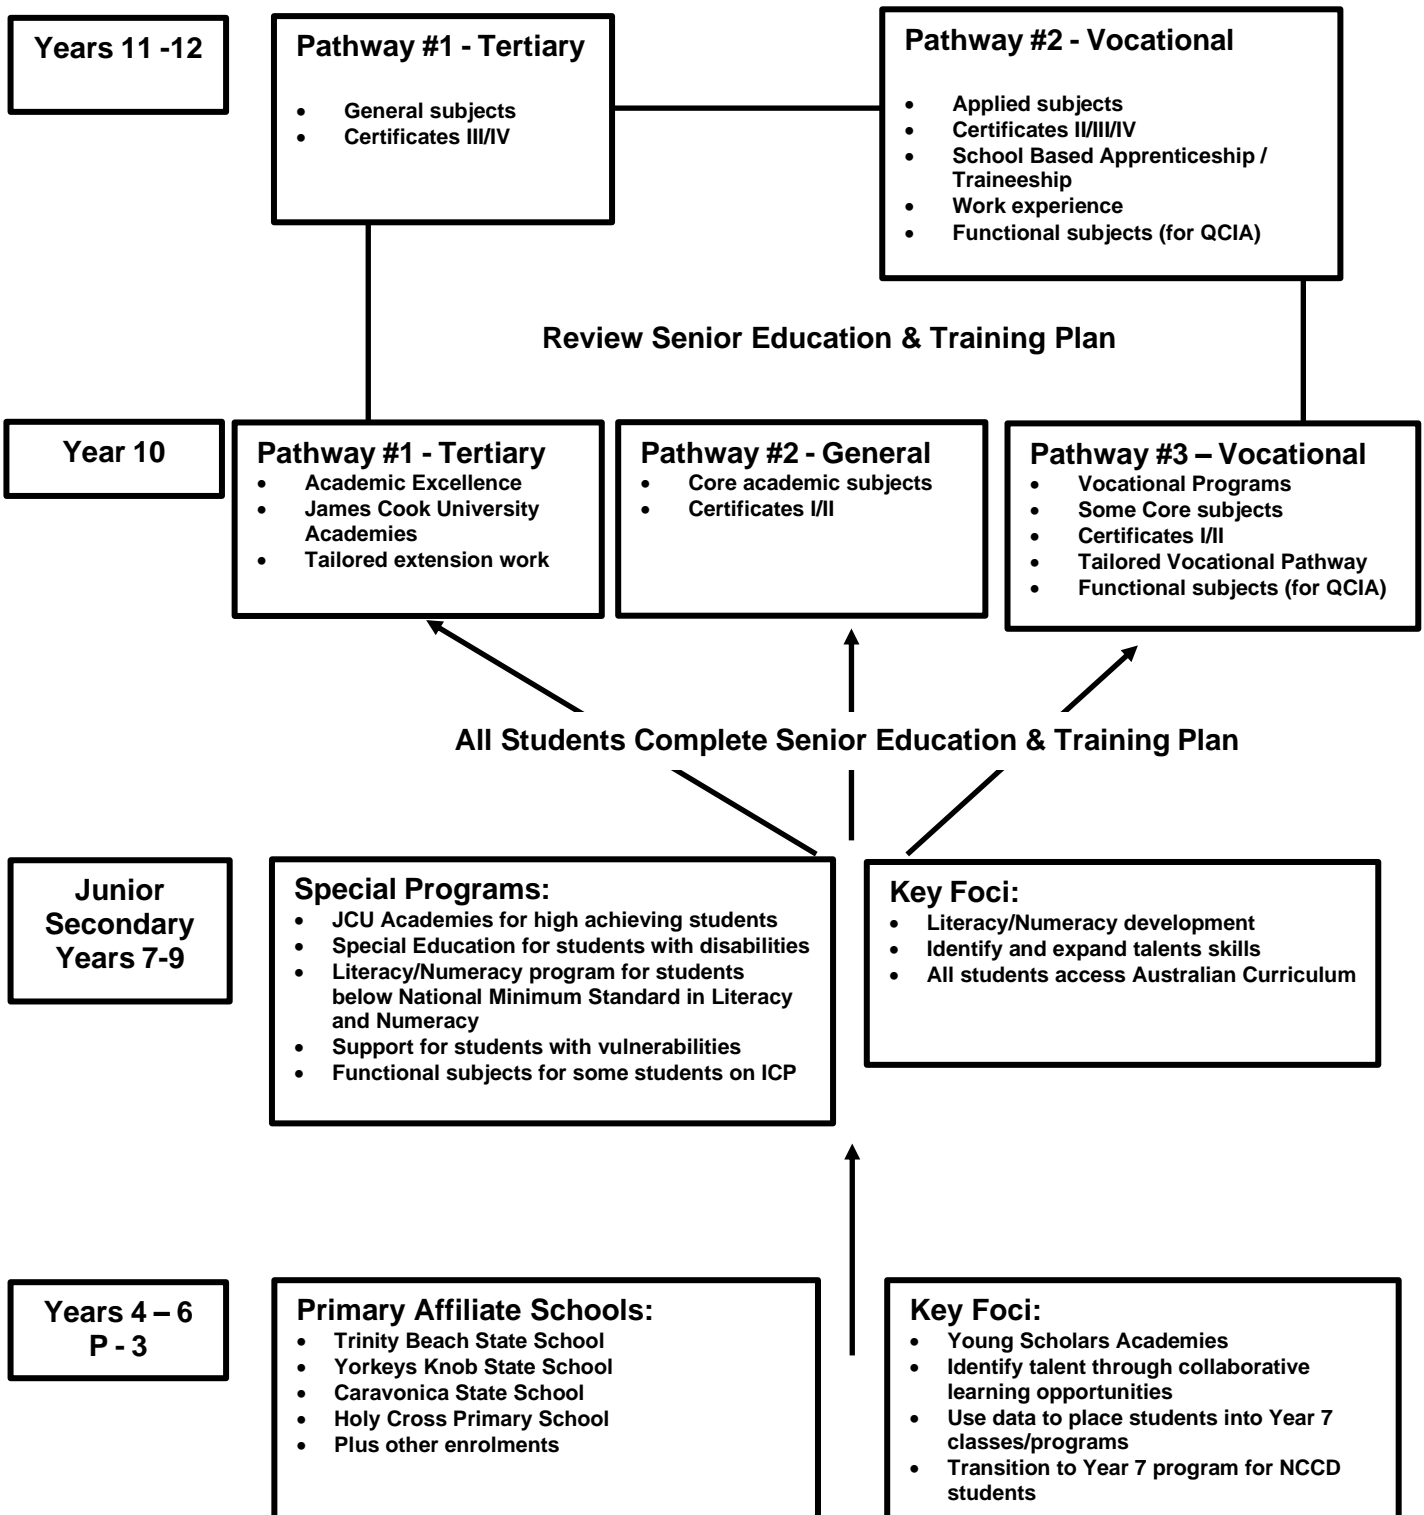 Years 11 -12
Pathway #1 - Tertiary
• General subjects
• Certificates III/IV
Pathway #2 - Vocational
• Applied subjects
• Certificates II/III/IV
• School Based Apprenticeship /
Traineeship
• Work experience
• Functional subjects (for QCIA)
Review Senior Education & Training Plan
Year 10
Pathway #1 - Tertiary
• Academic Excellence
• James Cook University
Academies
• Tailored extension work
Pathway #2 - General
• Core academic subjects
• Certificates I/II
Pathway #3 – Vocational
• Vocational Programs
• Some Core subjects
• Certificates I/II
• Tailored Vocational Pathway
• Functional subjects (for QCIA)
All Students Complete Senior Education & Training Plan
Junior
Secondary
Years 7-9
Special Programs:
• JCU Academies for high achieving students
• Special Education for students with disabilities
• Literacy/Numeracy program for students
below National Minimum Standard in Literacy
and Numeracy
• Support for students with vulnerabilities
• Functional subjects for some students on ICP
Key Foci:
• Literacy/Numeracy development
• Identify and expand talents skills
• All students access Australian Curriculum
Years 4 – 6
P - 3
Primary Affiliate Schools:
• Trinity Beach State School
• Yorkeys Knob State School
• Caravonica State School
• Holy Cross Primary School
• Plus other enrolments
Key Foci:
• Young Scholars Academies
• Identify talent through collaborative
learning opportunities
• Use data to place students into Year 7
classes/programs
• Transition to Year 7 program for NCCD
students